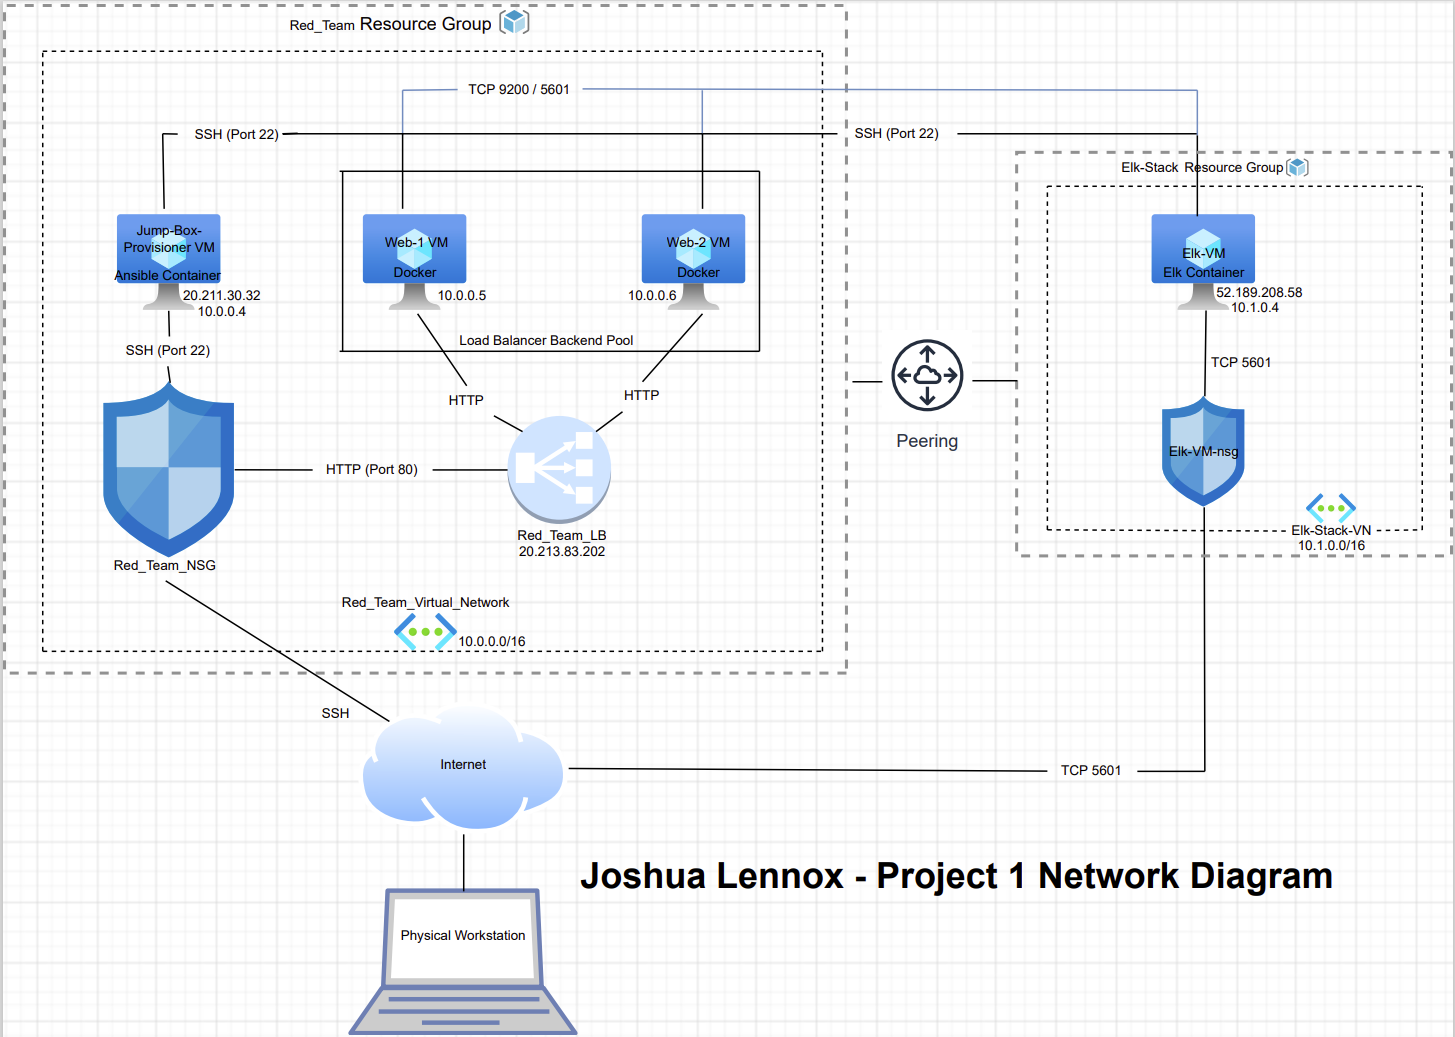 Red_Team Resource Group
TCP 9200 / 5601
SSH (Port 22)
SSH (Port 22)
Elk-Stack Resource Group
Jump-Box-
Provisioner VM
Ansible Container
20.211.30.32
10.0.0.4
Web-1 VM
Docker
10.0.0.5
Web-2 VM
Docker
10.0.0.6
Load Balancer Backend Pool
Elk-VM
Elk Container
52.189.208.58
10.1.0.4
SSH (Port 22)
HTTP
HTTP
TCP 5601
Peering
Elk-VM-nsg
HTTP (Port 80)
Red_Team_LB
20.213.83.202
Elk-Stack-VN
10.1.0.0/16
Red_Team_NSG
Red_Team_Virtual_Network
10.0.0.0/16
SSH
Internet
TCP 5601
Joshua Lennox - Project 1 Network Diagram
Physical Workstation